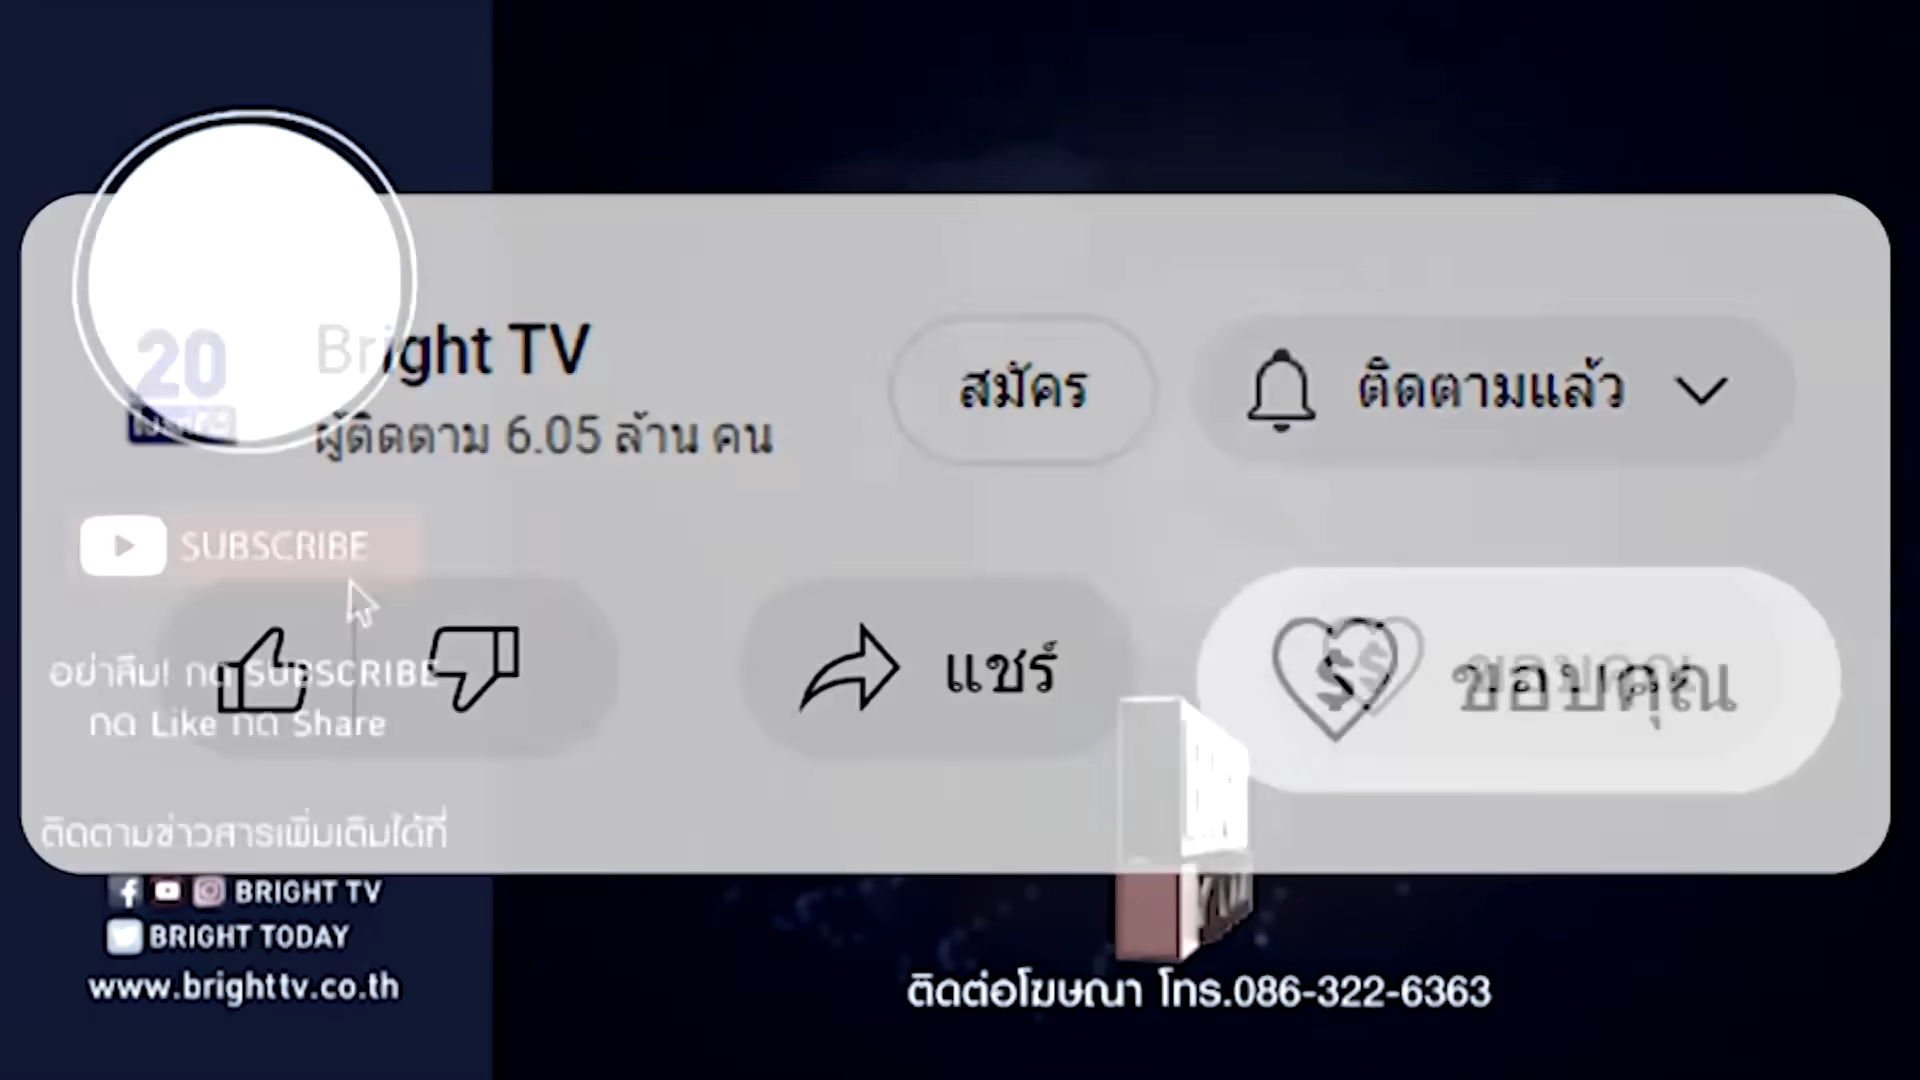 20
Bright TV
ผู้ติดตาม 6.05 ล้าน คน
สมัคร
ติดตามแล้ว
SUBSCRIBE
อย่าลืม! กด SUBSCRIBE
กด Like กด Share
แชร์
ขอบคุณ
ติดตามข่าวสารเพิ่มเติมได้ที่
BRIGHT TV
BRIGHT TODAY
www.brighttv.co.th
ติดต่อโฆษณา โทร.086-322-6363